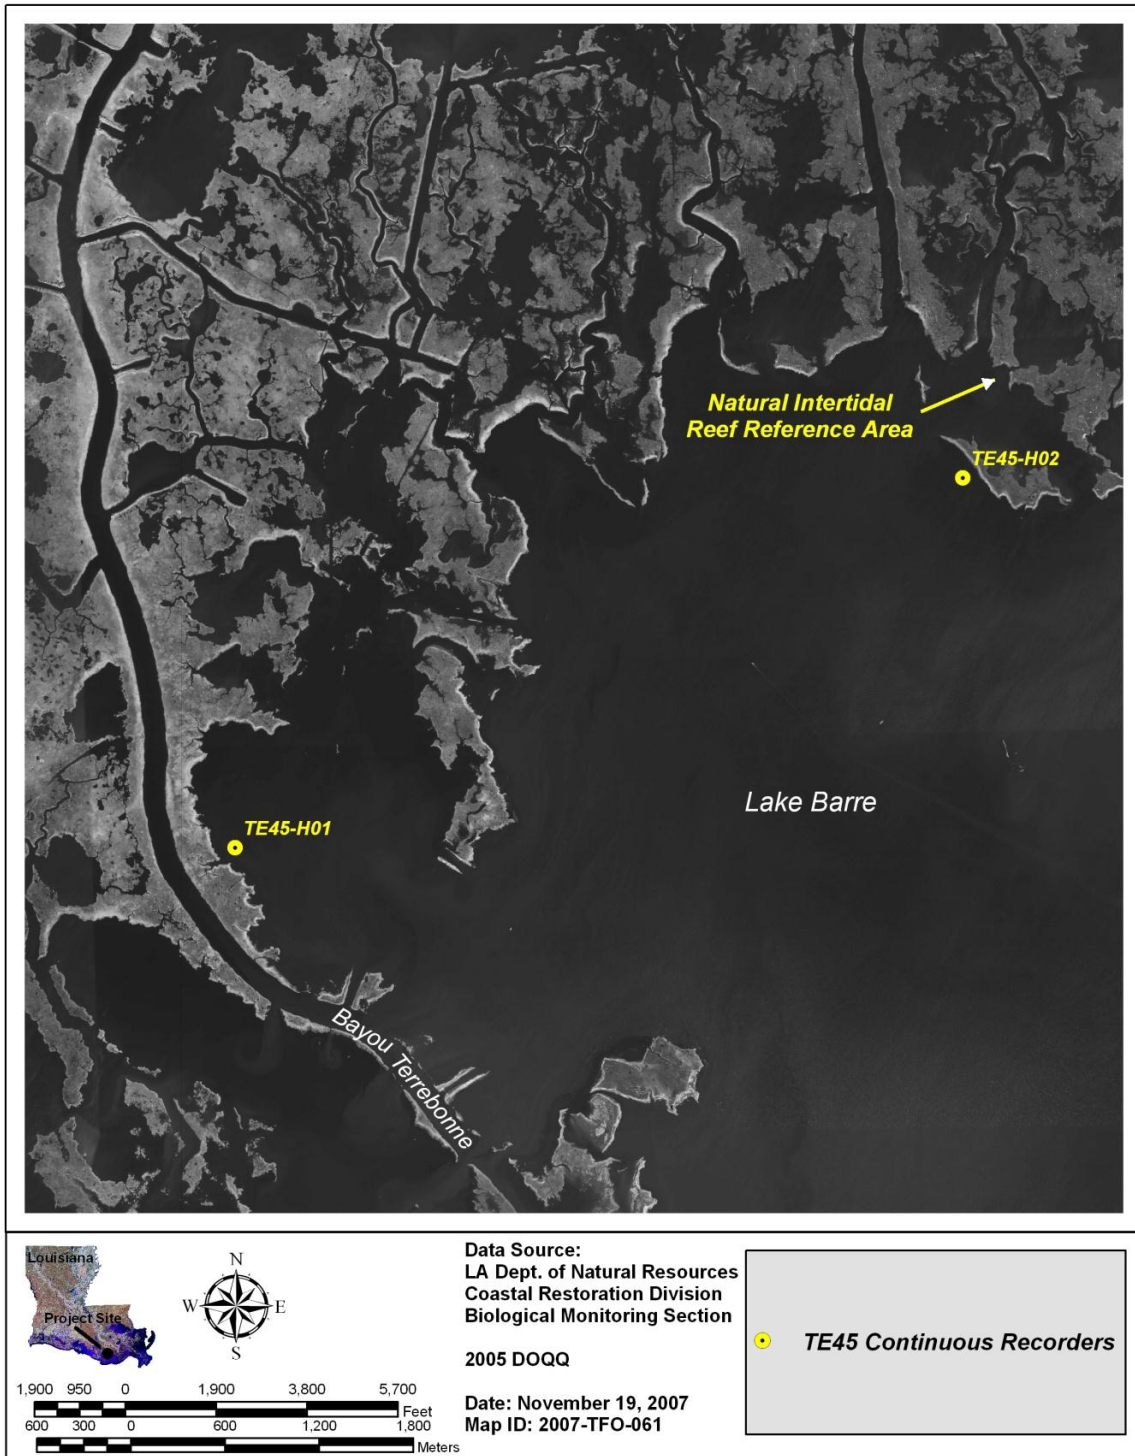 Natural Intertidal
Reef Reference Area
TE45-H02
Lake Barre
TE45-H01
Bayou Terrebonne
Louisiana
Project Site
N
W
E
S
1,900 950 0 1,900 3,800 5,700
Feet
600 300 0 600 1,200 1,800
Meters
Data Source:
LA Dept. of Natural Resources
Coastal Restoration Division
Biological Monitoring Section
2005 DOQQ
Date: November 19, 2007
Map ID: 2007-TFO-061
TE45 Continuous Recorders